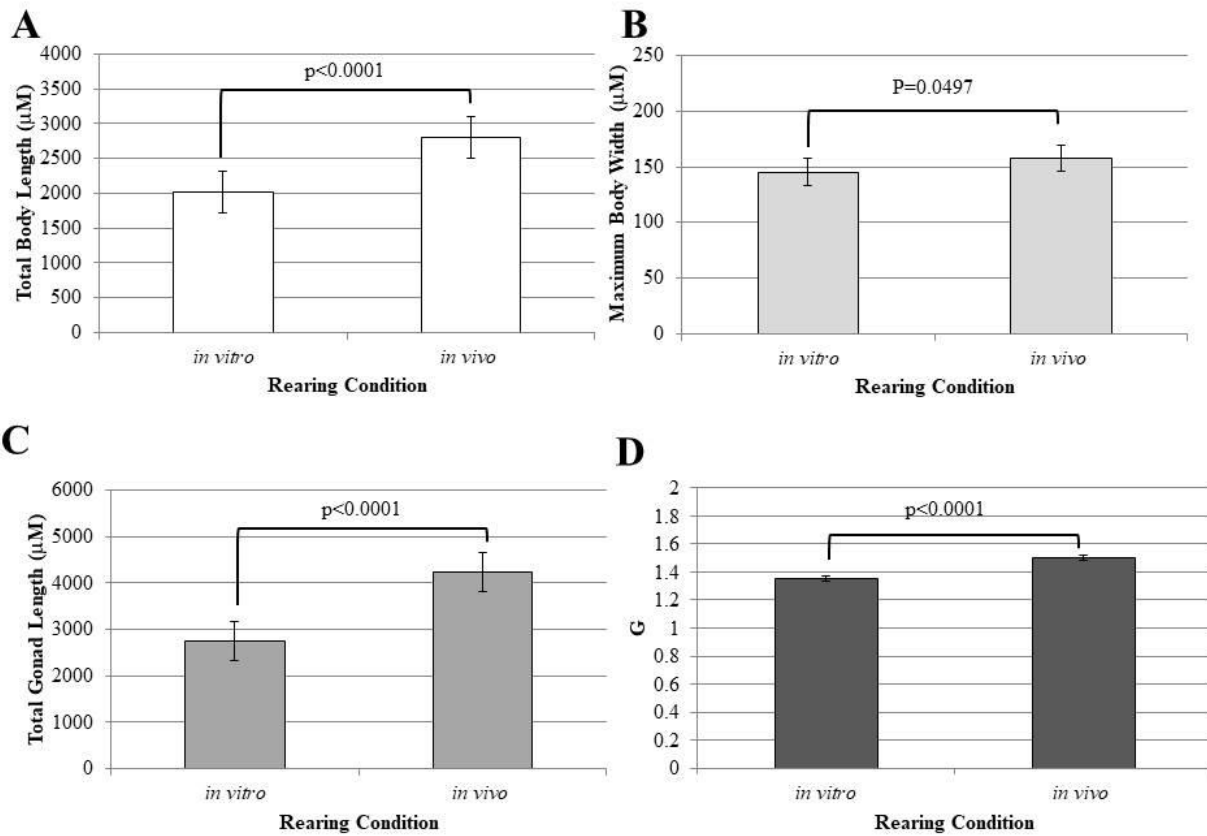 A
Total Body Length (μM)
4000
3500
3000
2500
2000
1500
1000
500
0
p<0.0001
in vitro
in vivo
Rearing Condition
B
Maximum Body Width (μM)
250
200
150
100
50
0
P=0.0497
in vitro
in vivo
Rearing Condition
C
Total Gonad Length (μM)
6000
5000
4000
3000
2000
1000
0
p<0.0001
in vitro
in vivo
Rearing Condition
D
G
2
1.8
1.6
1.4
1.2
1
0.8
0.6
0.4
0.2
0
p<0.0001
in vitro
in vivo
Rearing Condition